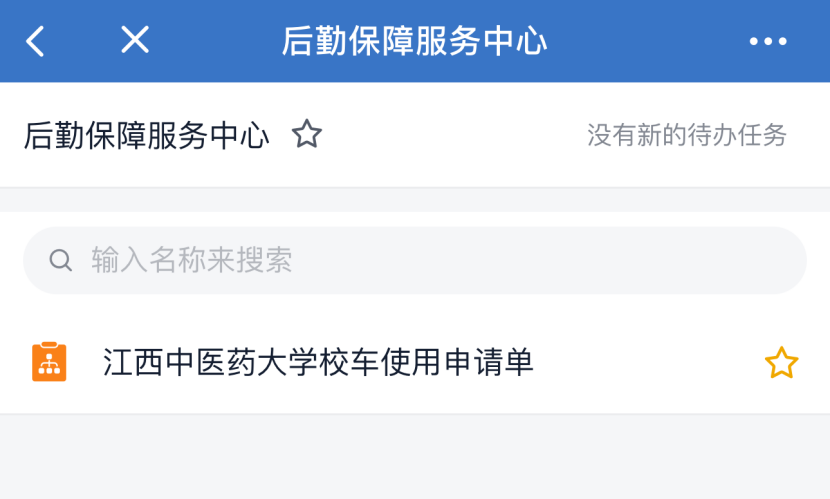 后勤保障服务中心
后勤保障服务中心
没有新的待办任务
输入名称来搜索
江西中医药大学校车使用申请单